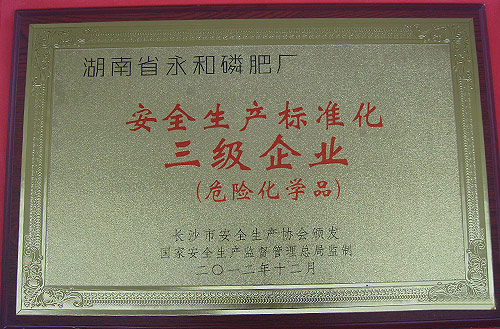 湖南省永和磷肥厂
安全生产标准化
三级企业
(危险化学品)
长沙市安全生产协会颁发
国家安全生产监督管理总局监制
二〇一二年十二月